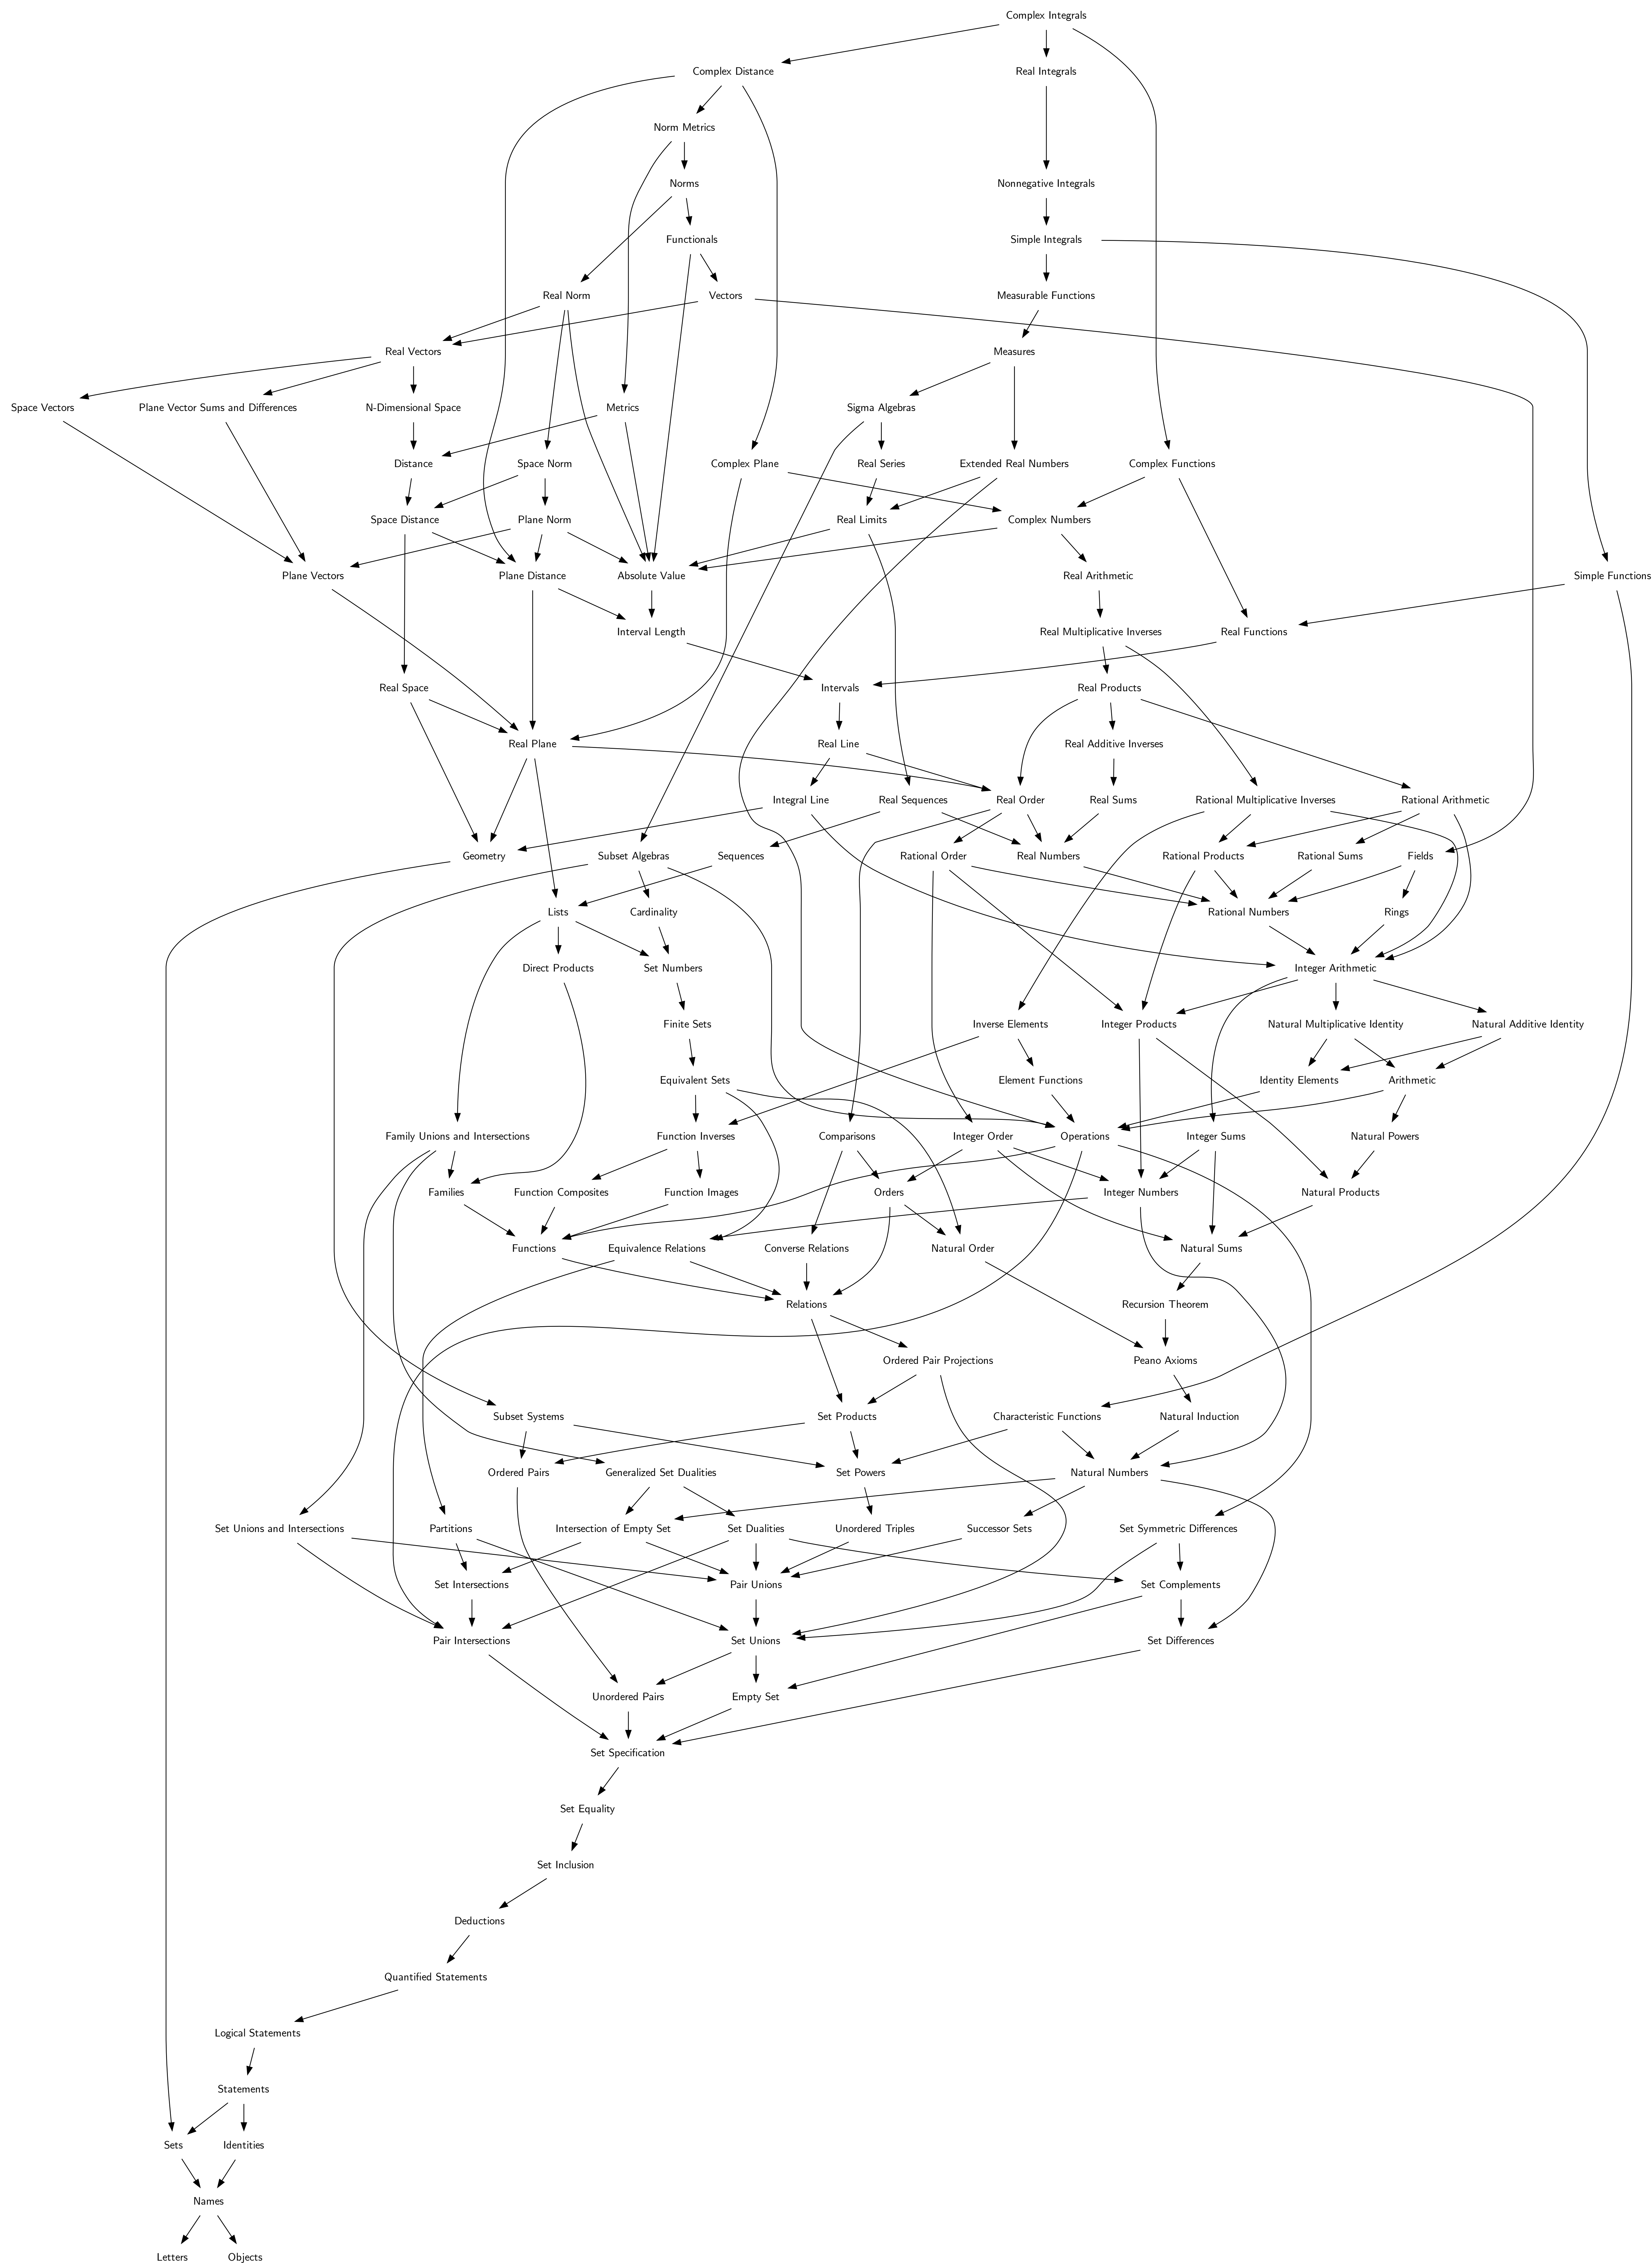 Complex Integrals
Complex Distance
Real Integrals
Norm Metrics
Norms
Nonnegative Integrals
Functionals
Simple Integrals
Real Norm
Vectors
Measurable Functions
Real Vectors
Measures
Space Vectors
Plane Vector Sums and Differences
N-Dimensional Space
Metrics
Sigma Algebras
Distance
Space Norm
Complex Plane
Real Series
Extended Real Numbers
Complex Functions
Space Distance
Plane Norm
Real Limits
Complex Numbers
Plane Vectors
Plane Distance
Absolute Value
Real Arithmetic
Simple Functions
Interval Length
Real Multiplicative Inverses
Real Functions
Real Space
Intervals
Real Products
Real Plane
Real Line
Real Additive Inverses
Integral Line
Real Sequences
Real Order
Real Sums
Rational Multiplicative Inverses
Rational Arithmetic
Geometry
Subset Algebras
Sequences
Rational Order
Real Numbers
Rational Products
Rational Sums
Fields
Lists
Cardinality
Rational Numbers
Rings
Direct Products
Set Numbers
Integer Arithmetic
Finite Sets
Inverse Elements
Integer Products
Natural Multiplicative Identity
Natural Additive Identity
Equivalent Sets
Element Functions
Identity Elements
Arithmetic
Family Unions and Intersections
Function Inverses
Comparisons
Integer Order
Operations
Integer Sums
Natural Powers
Families
Function Composites
Function Images
Orders
Integer Numbers
Natural Products
Functions
Equivalence Relations
Converse Relations
Natural Order
Natural Sums
Relations
Recursion Theorem
Ordered Pair Projections
Peano Axioms
Subset Systems
Set Products
Characteristic Functions
Natural Induction
Ordered Pairs
Generalized Set Dualities
Set Powers
Natural Numbers
Set Unions and Intersections
Partitions
Intersection of Empty Set
Set Dualities
Unordered Triples
Successor Sets
Set Symmetric Differences
Set Intersections
Pair Unions
Set Complements
Pair Intersections
Set Unions
Set Differences
Unordered Pairs
Empty Set
Set Specification
Set Equality
Set Inclusion
Deductions
Quantified Statements
Logical Statements
Statements
Sets
Identities
Names
Letters
Objects